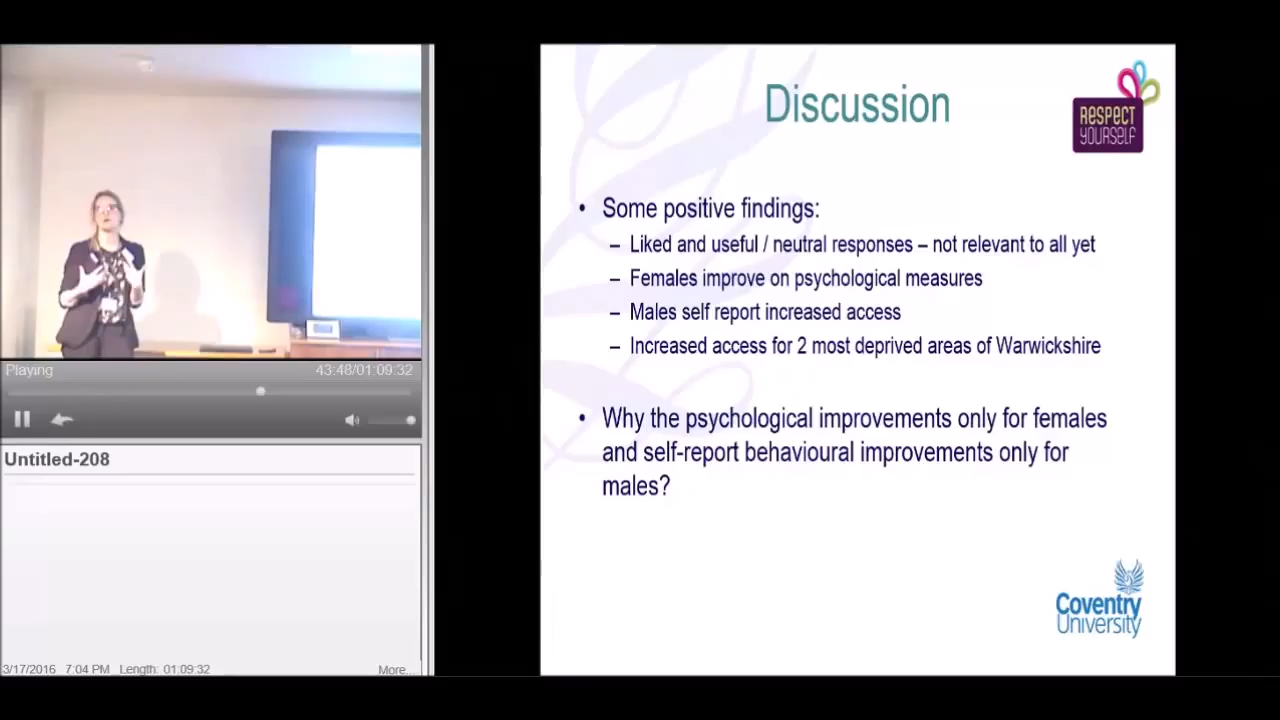 Discussion
RESPECT
YOURSELF
• Some positive findings:
– Liked and useful / neutral responses – not relevant to all yet
– Females improve on psychological measures
– Males self report increased access
– Increased access for 2 most deprived areas of Warwickshire
• Why the psychological improvements only for females
and self-report behavioural improvements only for
males?
Coventry
University
Playing 43:48/01:09:32
Untitled-208
3/17/2016 7:04 PM Length: 01:09:32 More...